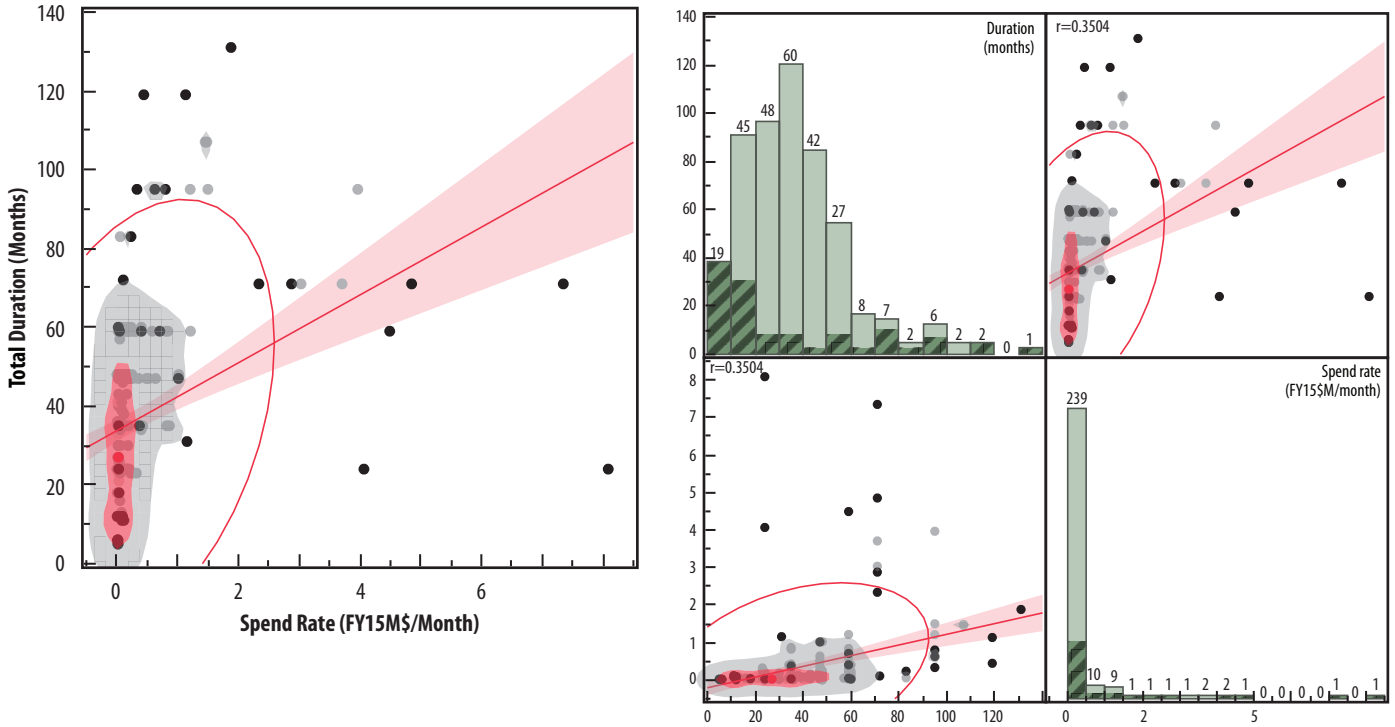 140
120
100
80
60
40
20
0
Total Duration (Months)
0 2 4 6
Spend Rate (FY15M$/Month)
140
120
100
80
60
40
20
0
Duration
(months)
19 45 48 60 42 27 8 7 2 6 2 2 0 1
r=0.3504
r=0.3504
8
7
6
5
4
3
2
1
0
0 20 40 60 80 100 120
Spend rate
(FY15$M/month)
239
10 9 1 1 1 1 2 2 1 0 0 0 0 1 0 1
0 2 5